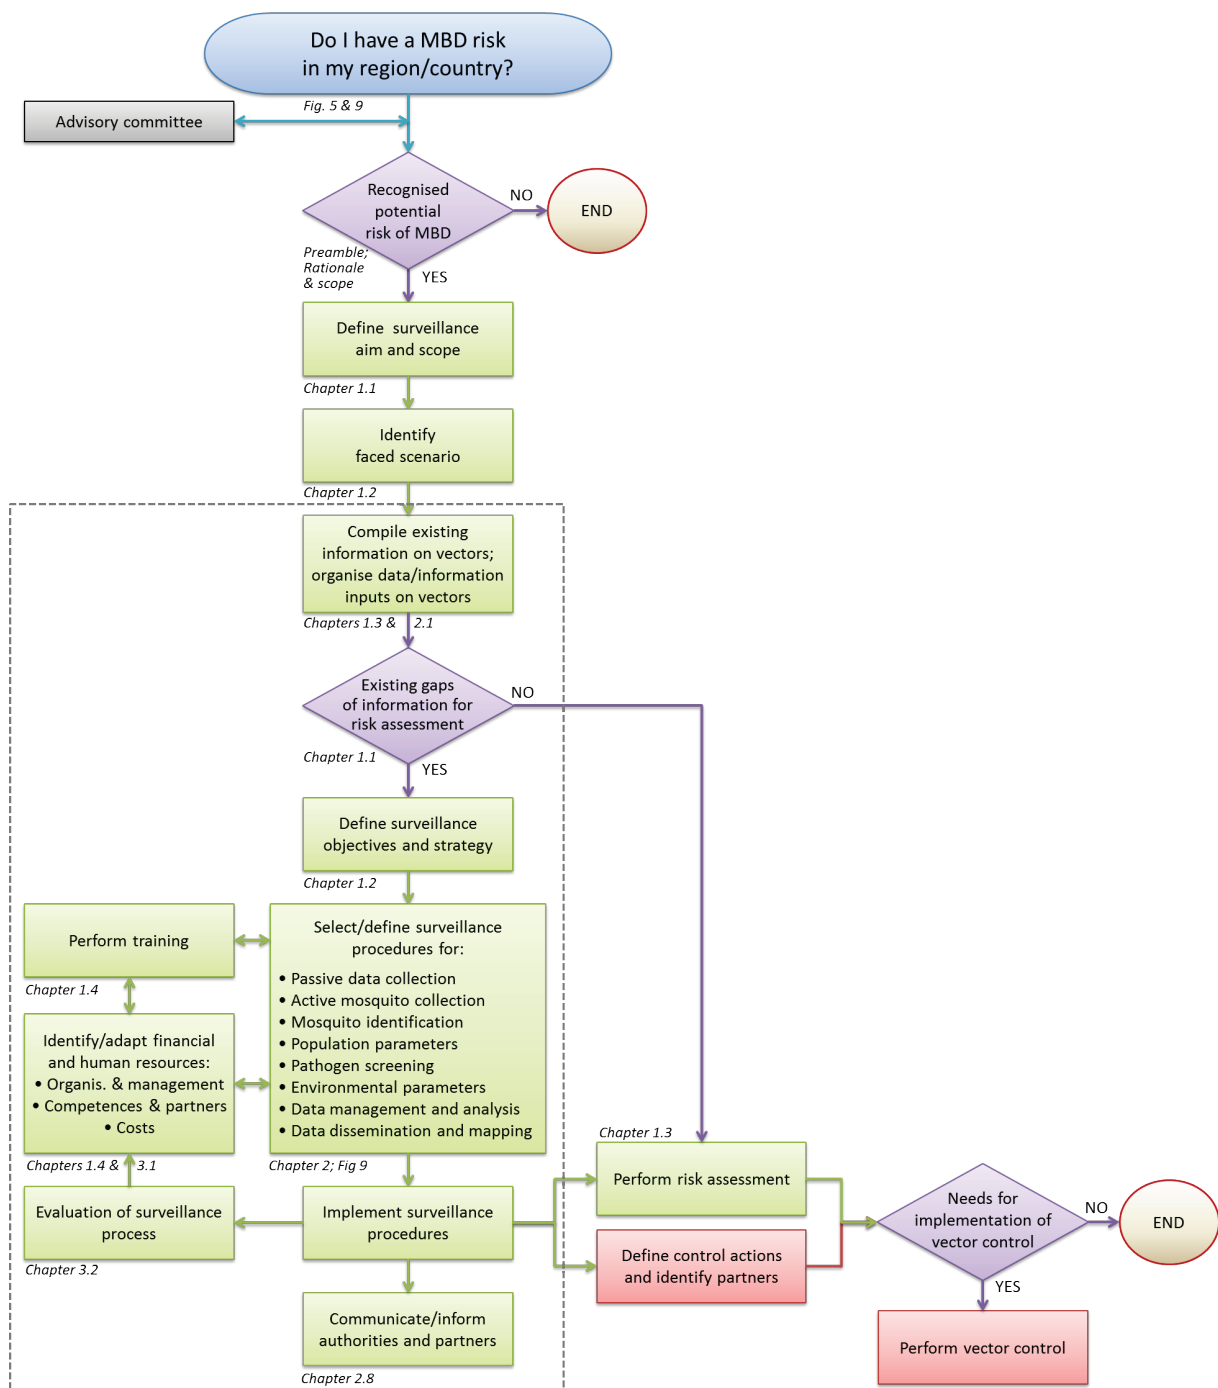 Do I have a MBD risk
in my region/country?
Fig. 5 & 9
Advisory committee
Recognised
potential
risk of MBD
NO
END
Preamble;
Rationale
& scope
YES
Define surveillance
aim and scope
Chapter 1.1
Identify
faced scenario
Chapter 1.2
Compile existing
information on vectors;
organise data/information
inputs on vectors
Chapters 1.3 & 2.1
Existing gaps
of information for
risk assessment
NO
Chapter 1.1
YES
Define surveillance
objectives and strategy
Chapter 1.2
Perform training
Chapter 1.4
Select/define surveillance
procedures for:
• Passive data collection
• Active mosquito collection
• Mosquito identification
• Population parameters
• Pathogen screening
• Environmental parameters
• Data management and analysis
• Data dissemination and mapping
Identify/adapt financial
and human resources:
• Organis. & management
• Competences & partners
• Costs
Chapters 1.4 & 3.1
Chapter 2; Fig 9
Evaluation of surveillance
process
Chapter 3.2
Implement surveillance
procedures
Communicate/inform
authorities and partners
Chapter 2.8
Chapter 1.3
Perform risk assessment
Define control actions
and identify partners
Needs for
implementation of
vector control
NO
END
YES
Perform vector control